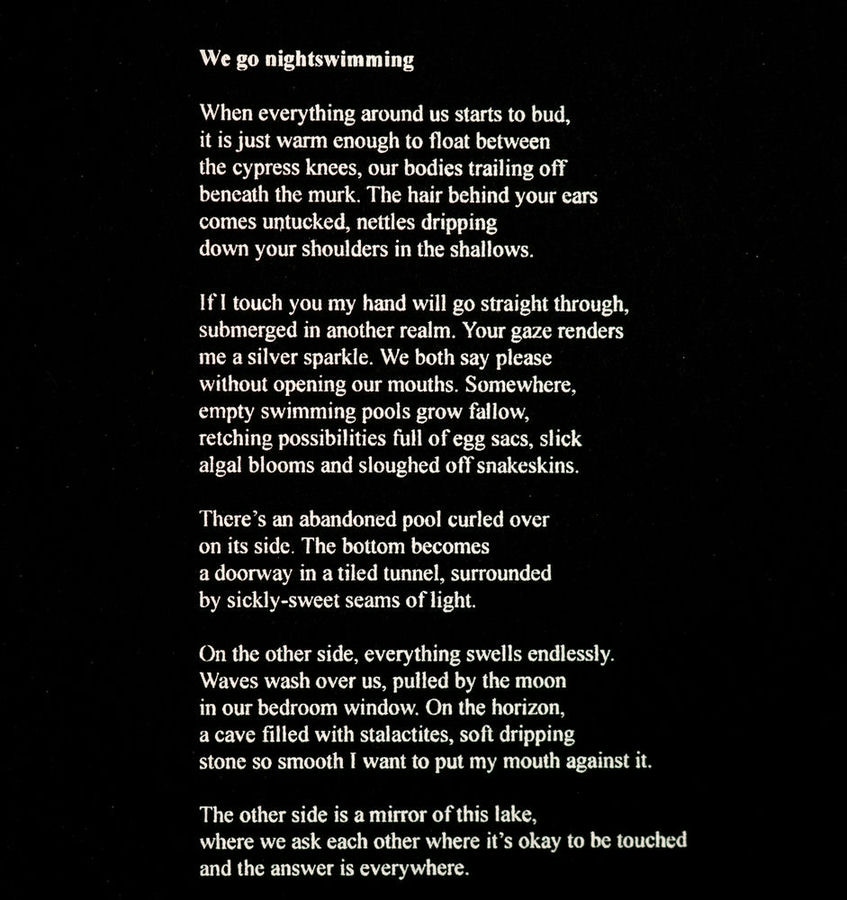 We go nightswimming
When everything around us starts to bud,
it is just warm enough to float between
the cypress knees, our bodies trailing off
beneath the murk. The hair behind your ears
comes untucked, nettles dripping
down your shoulders in the shallows.
If I touch you my hand will go straight through,
submerged in another realm. Your gaze renders
me a silver sparkle. We both say please
without opening our mouths. Somewhere,
empty swimming pools grow fallow,
retching possibilities full of egg sacs, slick
algal blooms and sloughed off snakeskins.
There's an abandoned pool curled over
on its side. The bottom becomes
a doorway in a tiled tunnel, surrounded
by sickly-sweet seams of light.
On the other side, everything swells endlessly.
Waves wash over us, pulled by the moon
in our bedroom window. On the horizon,
a cave filled with stalactites, soft dripping
stone so smooth I want to put my mouth against it.
The other side is a mirror of this lake,
where we ask each other where it's okay to be touched
and the answer is everywhere.